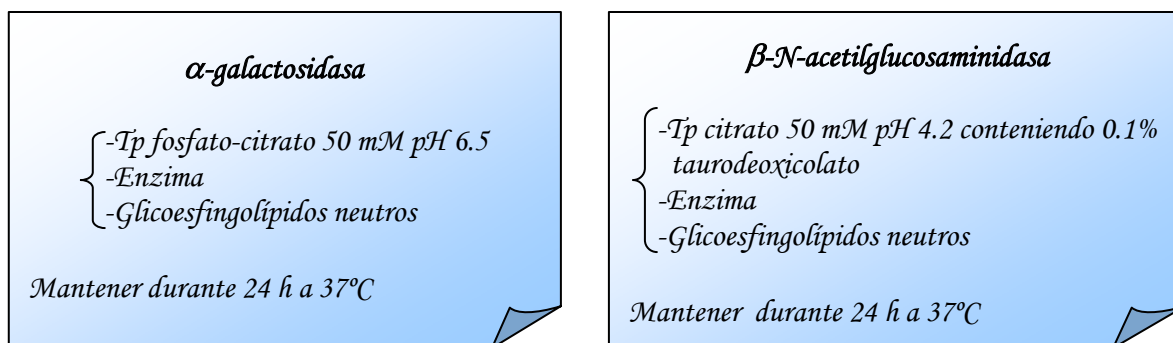 α-galactosidasa
-Tp fosfato-citrato 50 mM pH 6.5
-Enzima
-Glicoesfingolípidos neutros
Mantener durante 24 h a 37ºC
β-N-acetilglucosaminidasa
-Tp citrato 50 mM pH 4.2 conteniendo 0.1%
taurodeoxicolato
-Enzima
-Glicoesfingolípidos neutros
Mantener durante 24 h a 37ºC